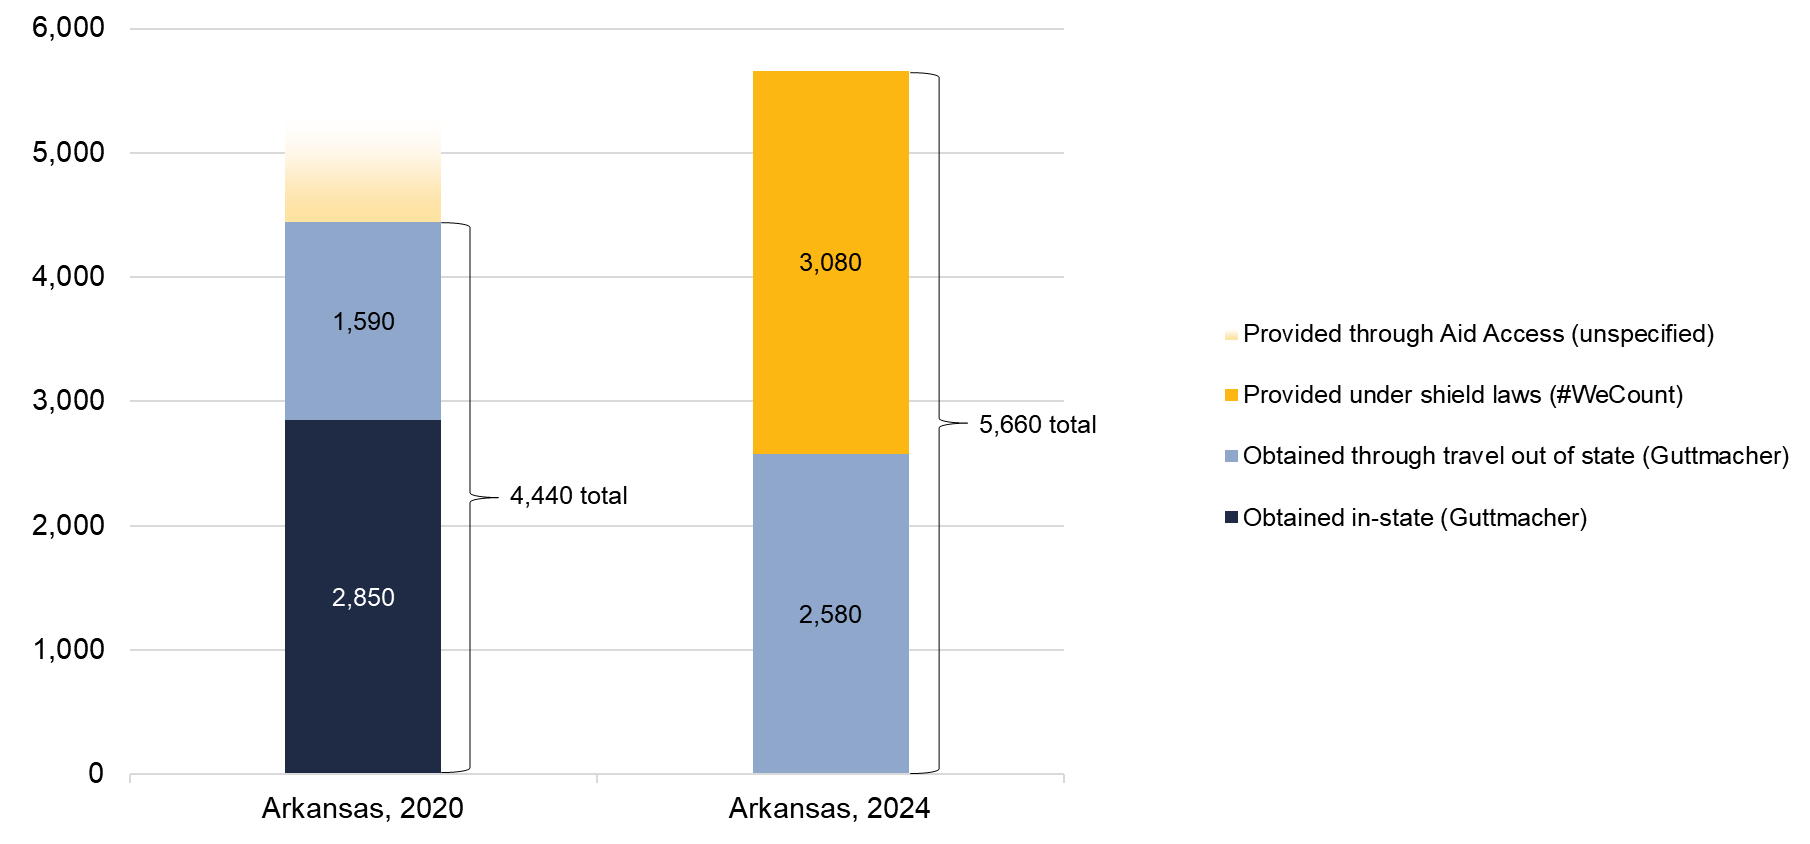 6,000
5,000
4,000
3,000
2,000
1,000
0
1,590
2,850
4,440 total
3,080
2,580
5,660 total
Arkansas, 2020
Arkansas, 2024
Provided through Aid Access (unspecified)
Provided under shield laws (#WeCount)
Obtained through travel out of state (Guttmacher)
Obtained in-state (Guttmacher)